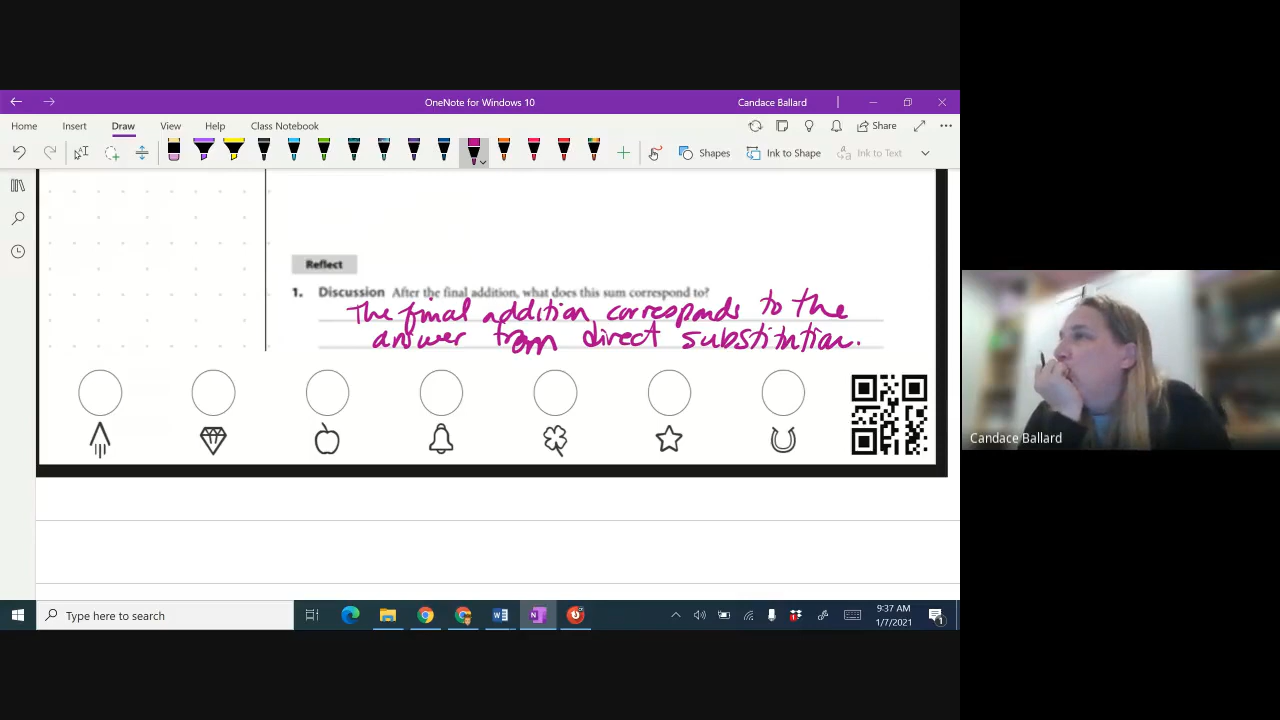 OneNote for Windows 10
Candace Ballard
Home Insert Draw View Help Class Notebook
Share
Shapes Ink to Shape Ink to Text
Reflect
1. Discussion After the final addition, what does this sum correspond to?
The final addition corresponds to the
answer from direct substitution.
Candace Ballard
Type here to search
9:37 AM
1/7/2021